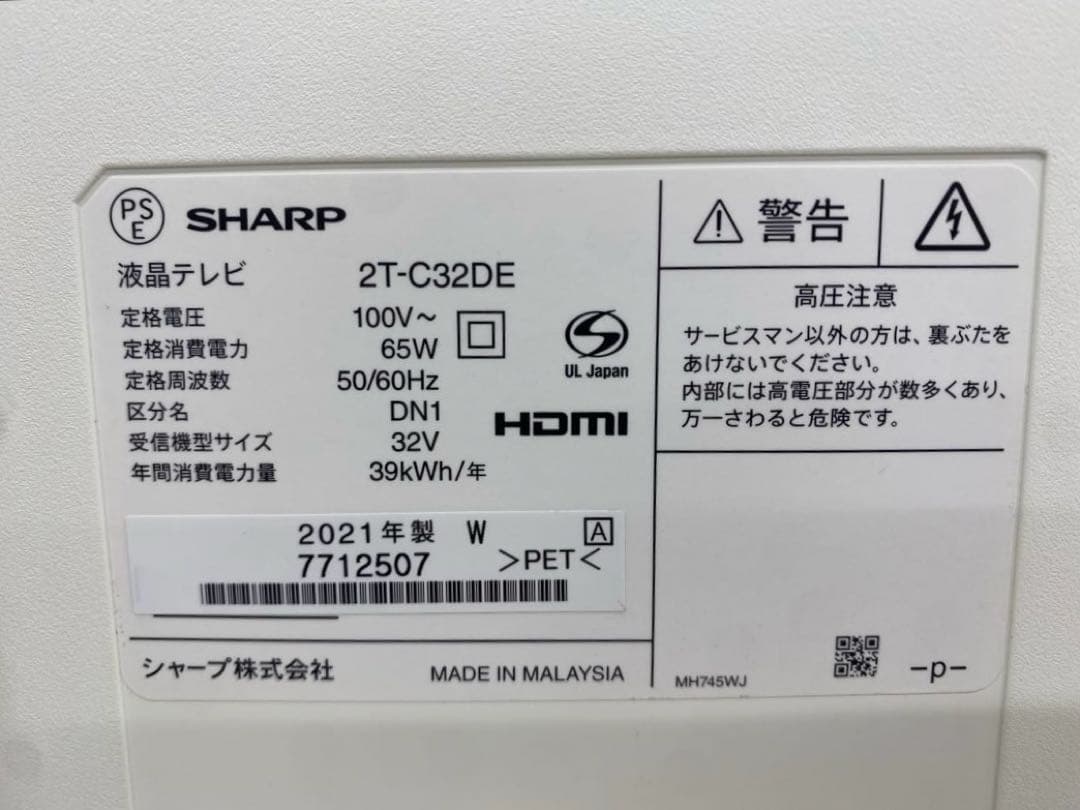 PSE SHARP
液晶テレビ 2T-C32DE
定格電圧 100V～
定格消費電力 65W
定格周波数 50/60Hz
区分名 DN1
受信機型サイズ 32V
年間消費電力量 39kWh/年
UL Japan
HDMI
2021年製 W A
7712507 >PET<
シャープ株式会社 MADE IN MALAYSIA
警告
高圧注意
サービスマン以外の方は、裏ぶたを
あけないでください。
内部には高電圧部分が数多くあり、
万一さわると危険です。
MH745WJ -p-